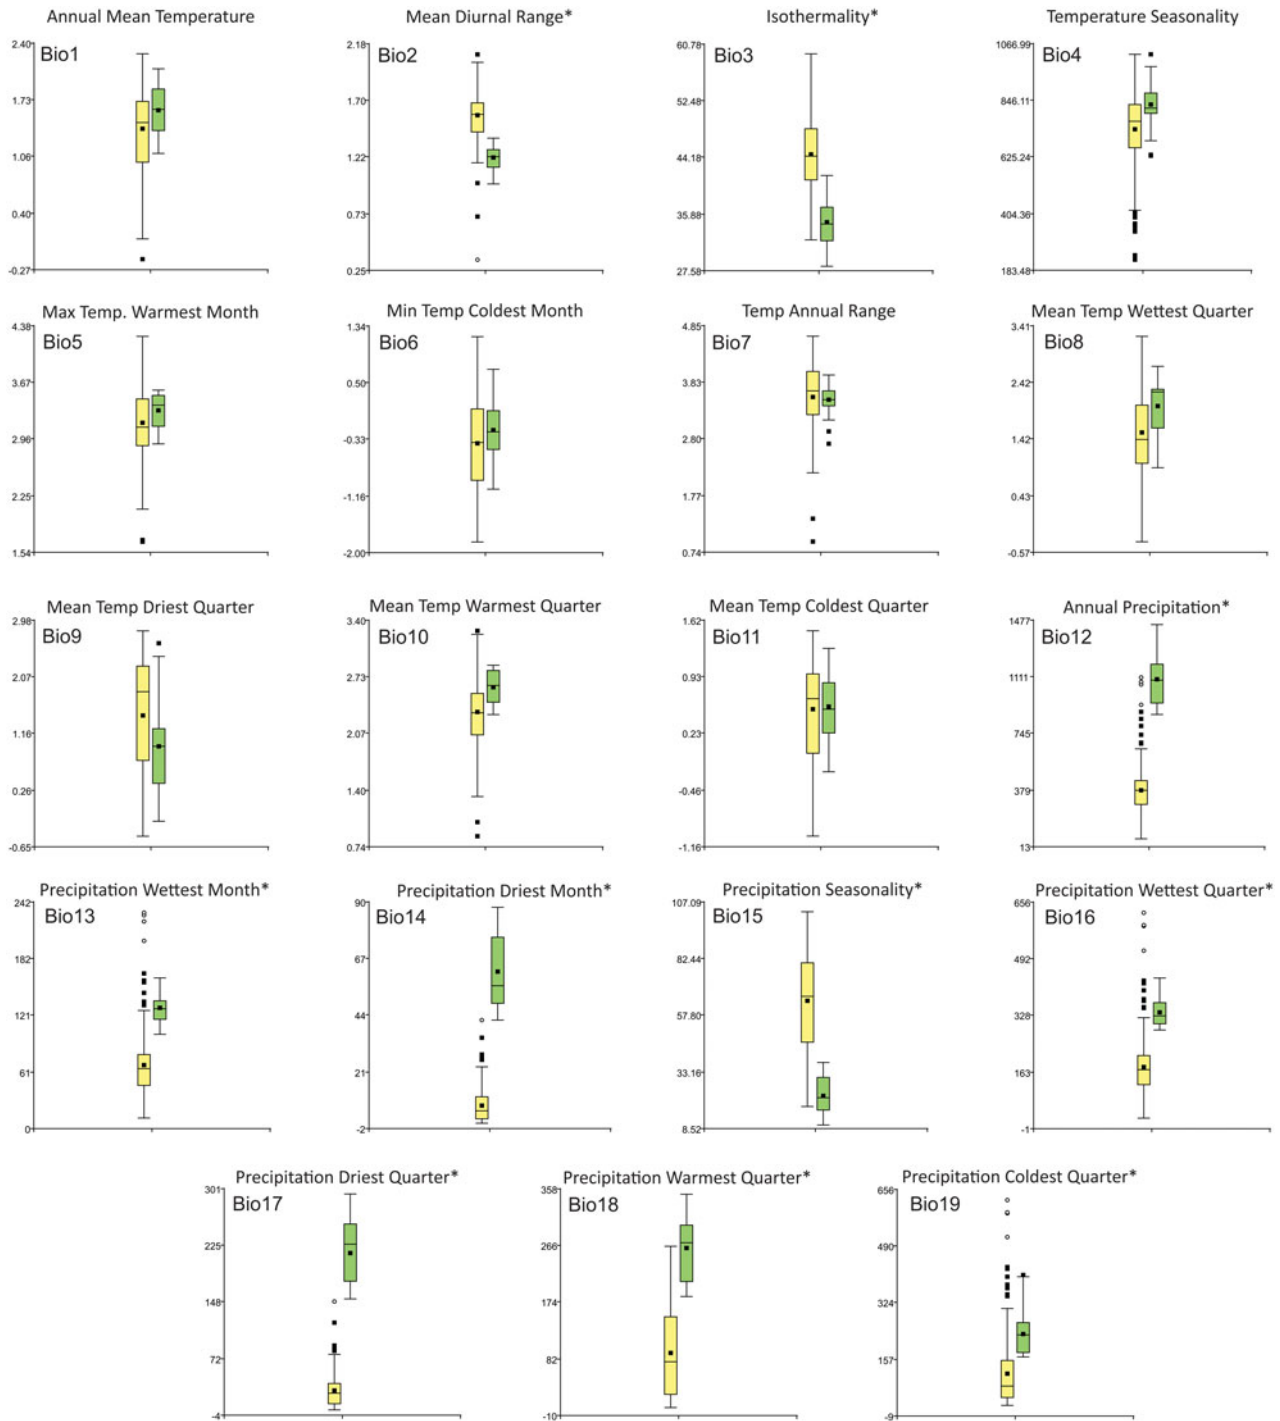 Annual Mean Temperature
Mean Diurnal Range*
Isothermality*
Temperature Seasonality
Bio1
2.40
1.73
1.06
0.40
-0.27
Bio2
2.18
1.70
1.22
0.73
0.25
Bio3
60.78
52.48
44.18
35.88
27.58
Bio4
1066.99
846.11
625.24
404.36
183.48
Max Temp. Warmest Month
Min Temp Coldest Month
Temp Annual Range
Mean Temp Wettest Quarter
Bio5
4.38
3.67
2.96
2.25
1.54
Bio6
1.34
0.50
-0.33
-1.16
-2.00
Bio7
4.85
3.83
2.80
1.77
0.74
Bio8
3.41
2.42
1.42
0.43
-0.57
Mean Temp Driest Quarter
Mean Temp Warmest Quarter
Mean Temp Coldest Quarter
Annual Precipitation*
Bio9
2.98
2.07
1.16
0.26
-0.65
Bio10
3.40
2.73
2.07
1.40
0.74
Bio11
1.62
0.93
0.23
-0.46
-1.16
Bio12
1477
1111
745
379
13
Precipitation Wettest Month*
Precipitation Driest Month*
Precipitation Seasonality*
Precipitation Wettest Quarter*
Bio13
242
182
121
61
0
Bio14
90
67
44
21
-2
Bio15
107.09
82.44
57.80
33.16
8.52
Bio16
656
492
328
163
-1
Precipitation Driest Quarter*
Precipitation Warmest Quarter*
Precipitation Coldest Quarter*
Bio17
301
225
148
72
-4
Bio18
358
266
174
82
-10
Bio19
656
490
324
157
-9